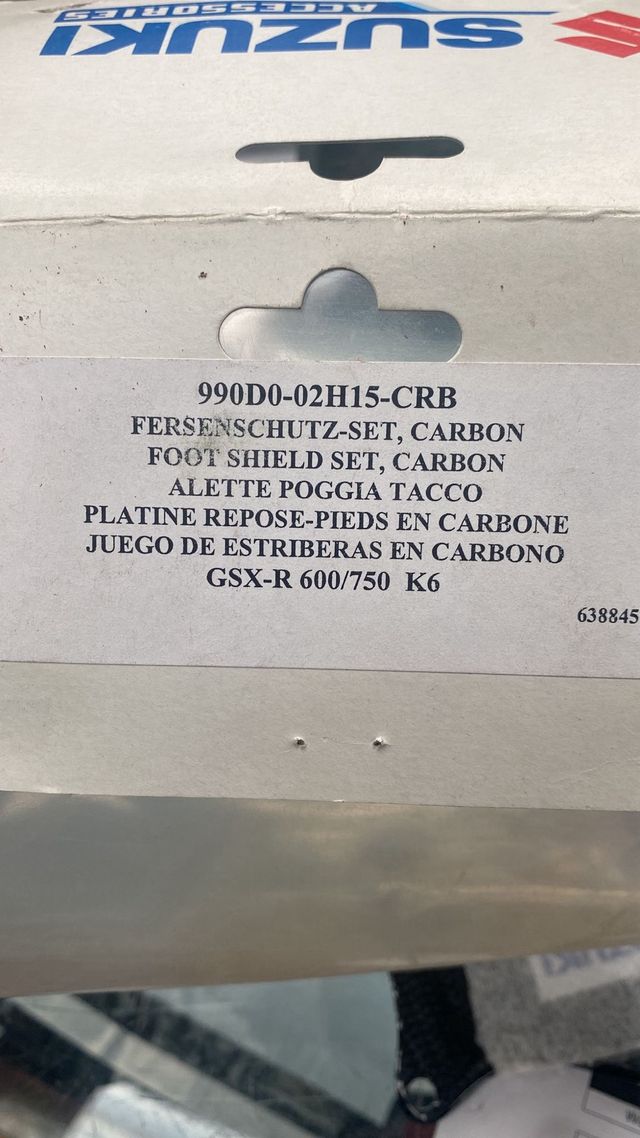 SUZUKI
ACCESSORIES
990D0-02H15-CRB
FERSENSCHUTZ-SET, CARBON
FOOT SHIELD SET, CARBON
ALETTE POGGIA TACCO
PLATINE REPOSE-PIEDS EN CARBONE
JUEGO DE ESTRIBERAS EN CARBONO
GSX-R 600/750 K6
638845